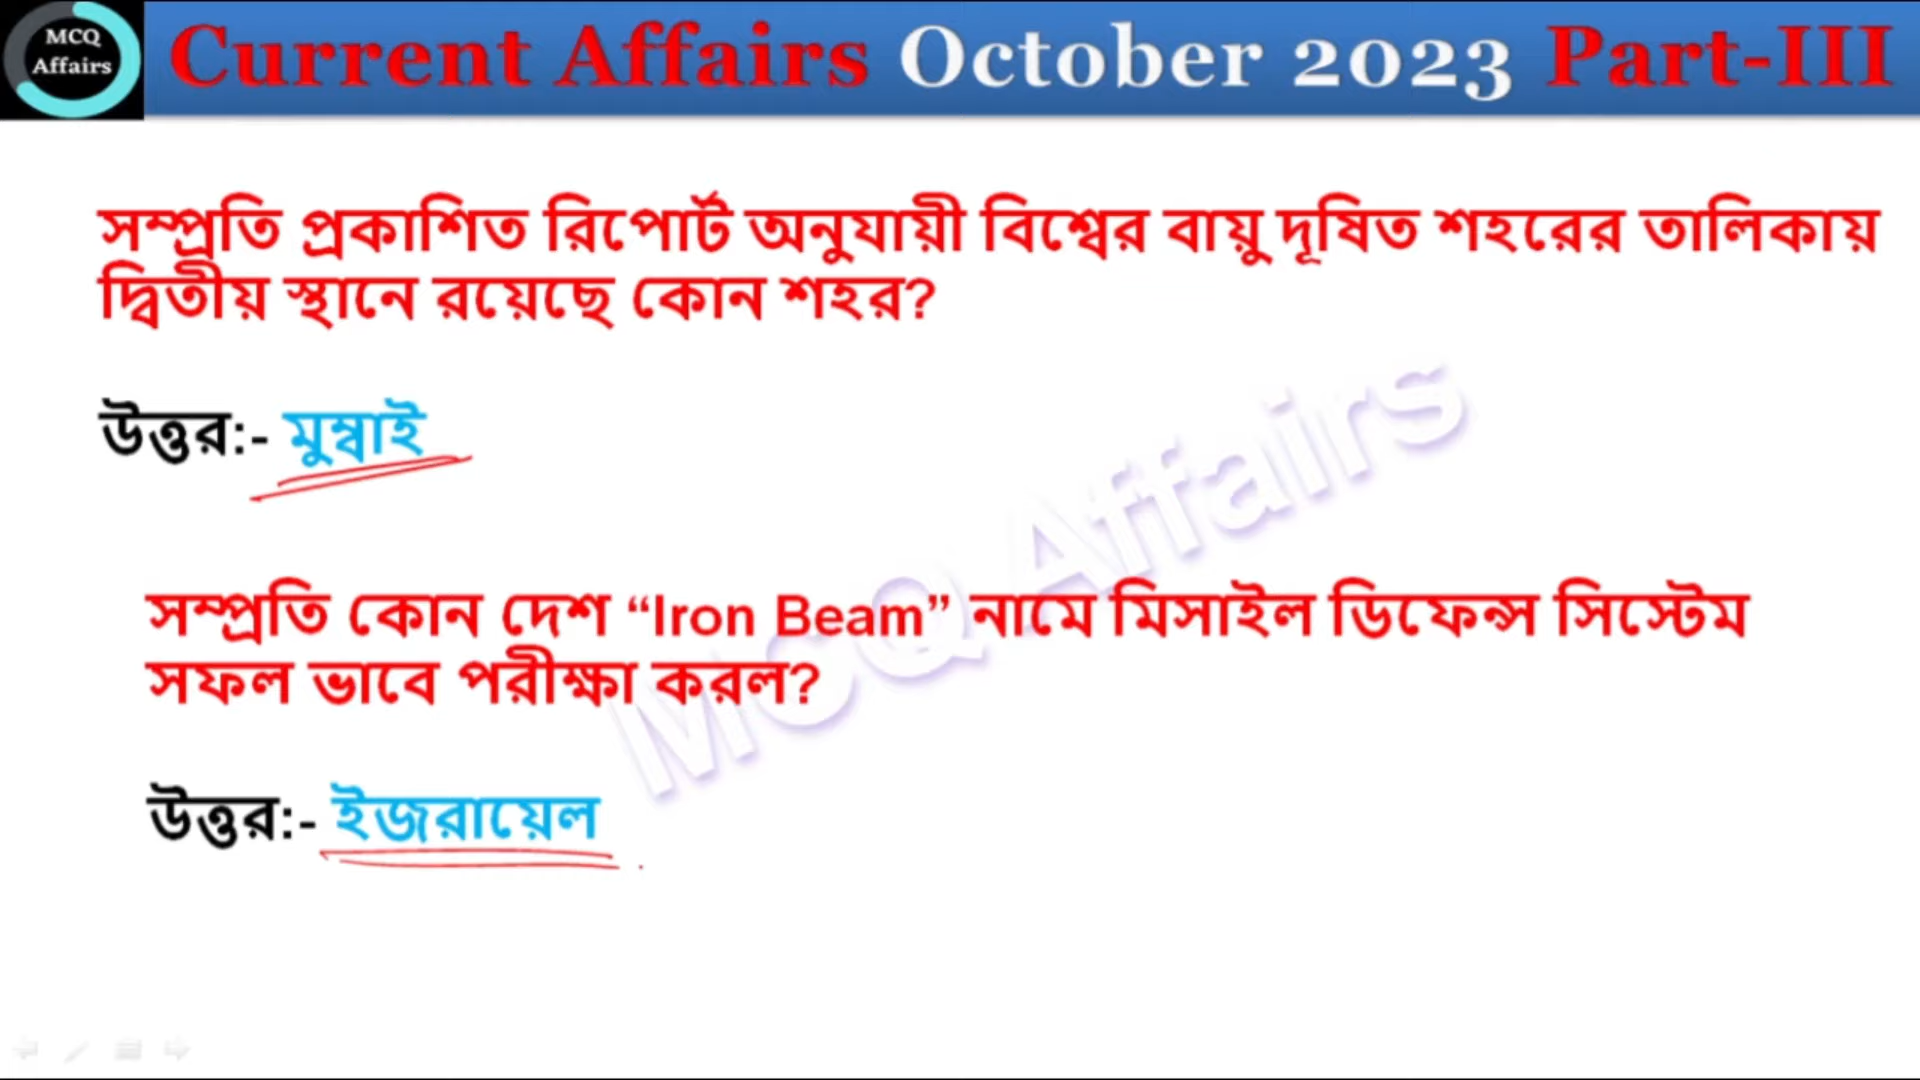 MCQ
Affairs
Current Affairs October 2023 Part-III
সম্প্রতি প্রকাশিত রিপোর্ট অনুযায়ী বিশ্বের বায়ু দূষিত শহরের তালিকায়
দ্বিতীয় স্থানে রয়েছে কোন শহর?
উত্তর:- মুম্বাই
সম্প্রতি কোন দেশ “Iron Beam” নামে মিসাইল ডিফেন্স সিস্টেম
সফল ভাবে পরীক্ষা করল?
উত্তর:- ইজরায়েল
MCQ Affairs